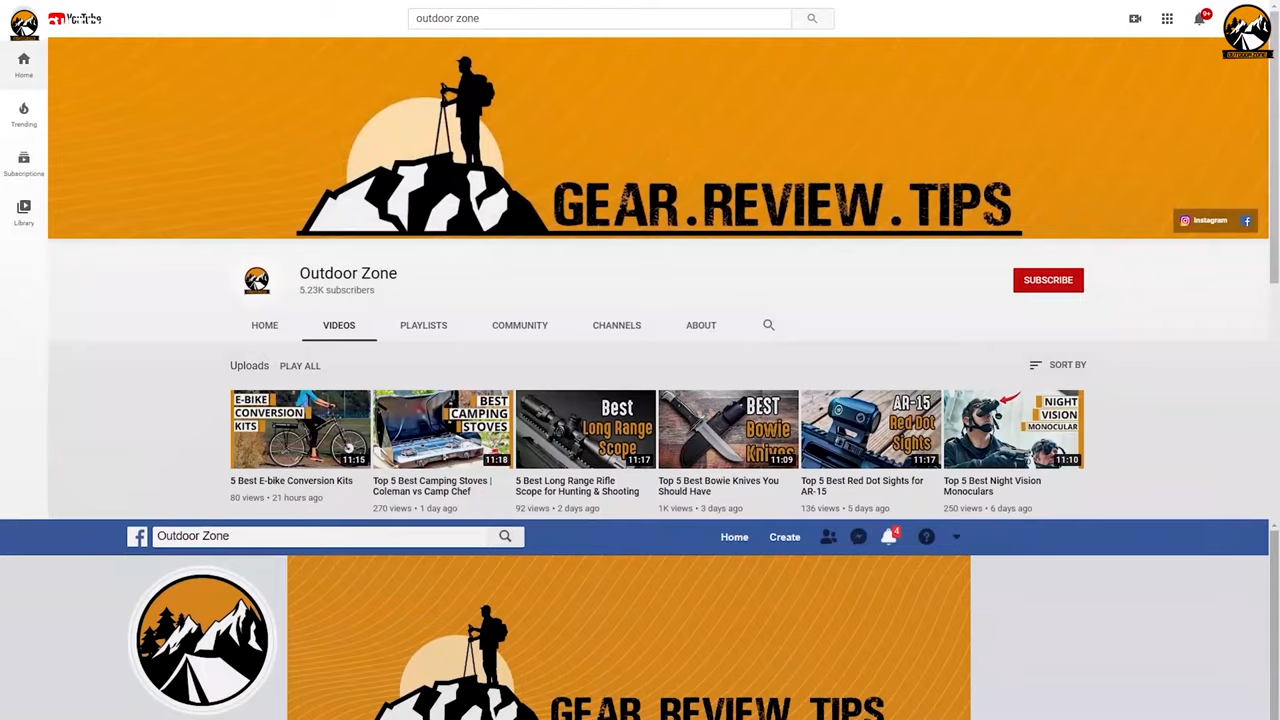 YouTube
outdoor zone
9+
OUTDOOR ZONE
Home
Trending
Subscriptions
Library
GEAR.REVIEW.TIPS
Instagram
Outdoor Zone
5.23K subscribers
SUBSCRIBE
HOME VIDEOS PLAYLISTS COMMUNITY CHANNELS ABOUT
Uploads PLAY ALL
SORT BY
E-BIKE
CONVERSION
KITS
11:15
BEST
CAMPING
STOVES
11:18
Best
Long Range
Scope
11:17
BEST
Bowie
Knives
11:09
AR-15
Red Dot
Sights
11:17
NIGHT
VISION
MONOCULAR
11:10
5 Best E-bike Conversion Kits
80 views • 21 hours ago
Top 5 Best Camping Stoves |
Coleman vs Camp Chef
270 views • 1 day ago
5 Best Long Range Rifle
Scope for Hunting & Shooting
92 views • 2 days ago
Top 5 Best Bowie Knives You
Should Have
1K views • 3 days ago
Top 5 Best Red Dot Sights for
AR-15
136 views • 5 days ago
Top 5 Best Night Vision
Monoculars
250 views • 6 days ago
Outdoor Zone
Home Create
4
GEAR.REVIEW.TIPS